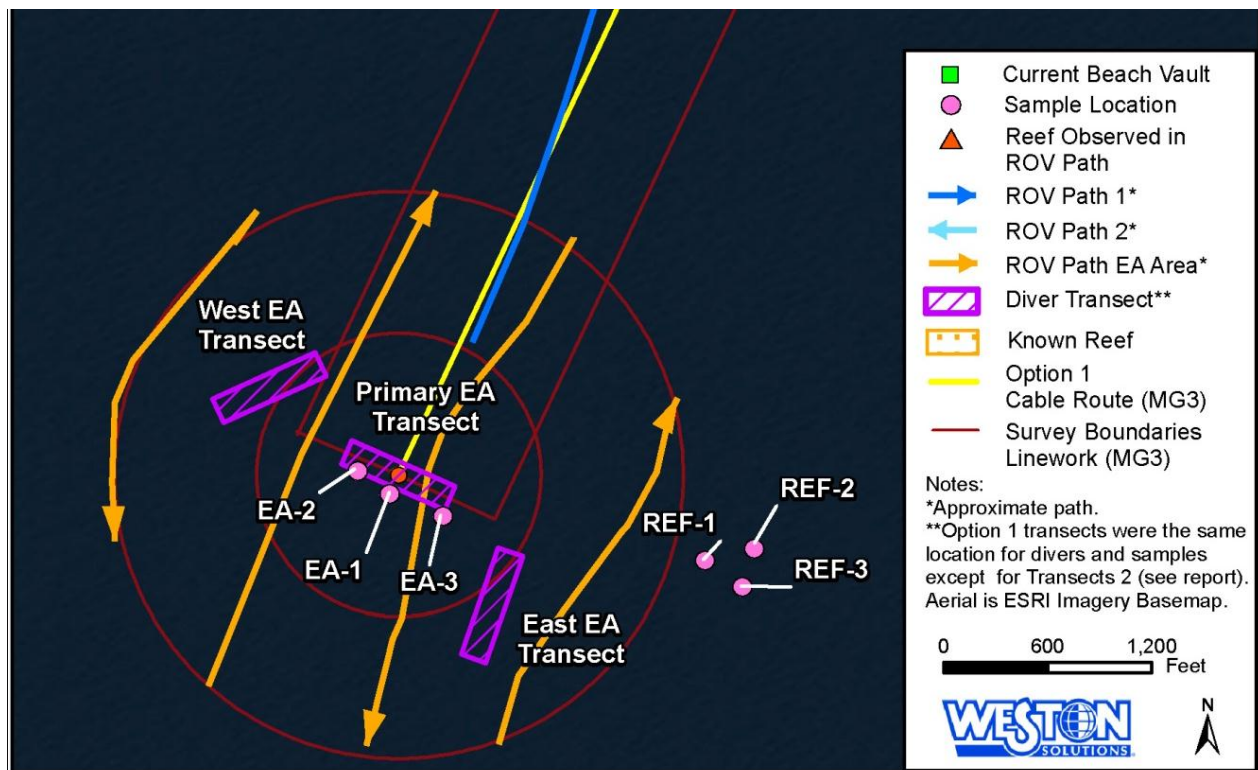 West EA
Transect
Primary EA
Transect
EA-2
EA-1
EA-3
East EA
Transect
REF-1
REF-2
REF-3
Current Beach Vault
Sample Location
Reef Observed in
ROV Path
ROV Path 1*
ROV Path 2*
ROV Path EA Area*
Diver Transect**
Known Reef
Option 1
Cable Route (MG3)
Survey Boundaries
Linework (MG3)
Notes:
*Approximate path.
**Option 1 transects were the same
location for divers and samples
except for Transects 2 (see report).
Aerial is ESRI Imagery Basemap.
0 600 1,200
Feet
WESTON
SOLUTIONS
N